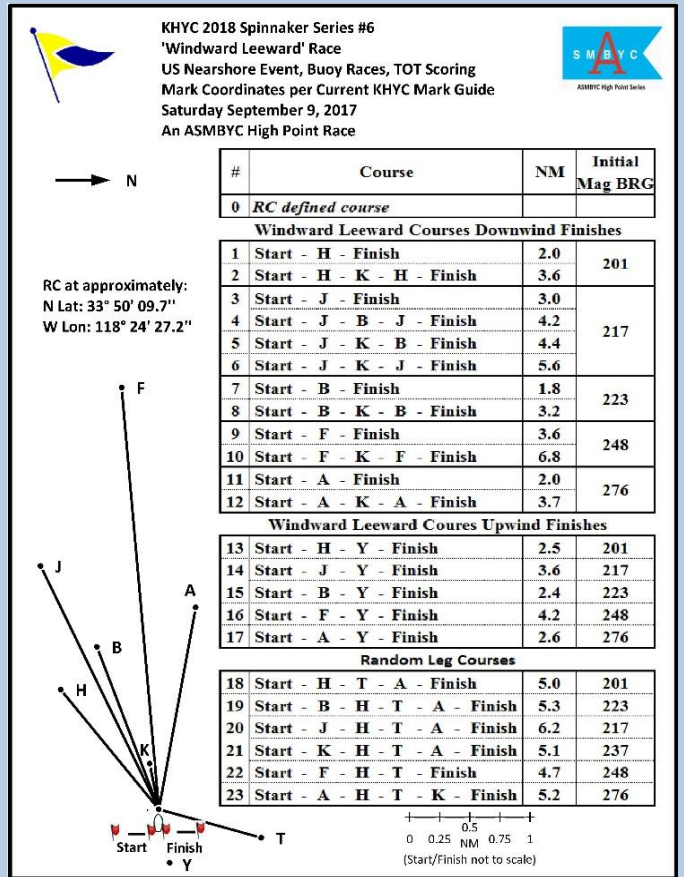 KHYC 2018 Spinnaker Series #6
'Windward Leeward' Race
US Nearshore Event, Buoy Races, TOT Scoring
Mark Coordinates per Current KHYC Mark Guide
Saturday September 9, 2017
An ASMBYC High Point Race
A
S M B Y C
ASMBYC High Point Series
N
RC at approximately:
N Lat: 33° 50' 09.7"
W Lon: 118° 24' 27.2"
# Course NM Initial Mag BRG
0 RC defined course
Windward Leeward Courses Downwind Finishes
1 Start - H - Finish 2.0 201
2 Start - H - K - H - Finish 3.6
3 Start - J - Finish 3.0 217
4 Start - J - B - J - Finish 4.2
5 Start - J - K - B - Finish 4.4
6 Start - J - K - J - Finish 5.6
7 Start - B - Finish 1.8 223
8 Start - B - K - B - Finish 3.2
9 Start - F - Finish 3.6 248
10 Start - F - K - F - Finish 6.8
11 Start - A - Finish 2.0 276
12 Start - A - K - A - Finish 3.7
Windward Leeward Coures Upwind Finishes
13 Start - H - Y - Finish 2.5 201
14 Start - J - Y - Finish 3.6 217
15 Start - B - Y - Finish 2.4 223
16 Start - F - Y - Finish 4.2 248
17 Start - A - Y - Finish 2.6 276
Random Leg Courses
18 Start - H - T - A - Finish 5.0 201
19 Start - B - H - T - A - Finish 5.3 223
20 Start - J - H - T - A - Finish 6.2 217
21 Start - K - H - T - A - Finish 5.1 237
22 Start - F - H - T - Finish 4.7 248
23 Start - A - H - T - K - Finish 5.2 276
F
J
A
B
H
K
T
Start Finish
Y
0 0.25 0.5 0.75 1
NM
(Start/Finish not to scale)